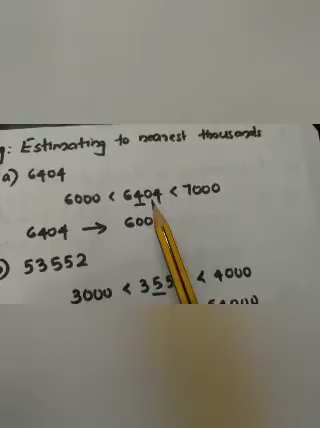 : Estimating to nearest thousands
a) 6404
6000 < 6404 < 7000
6404 → 600
) 53552
3000 < 355 < 4000